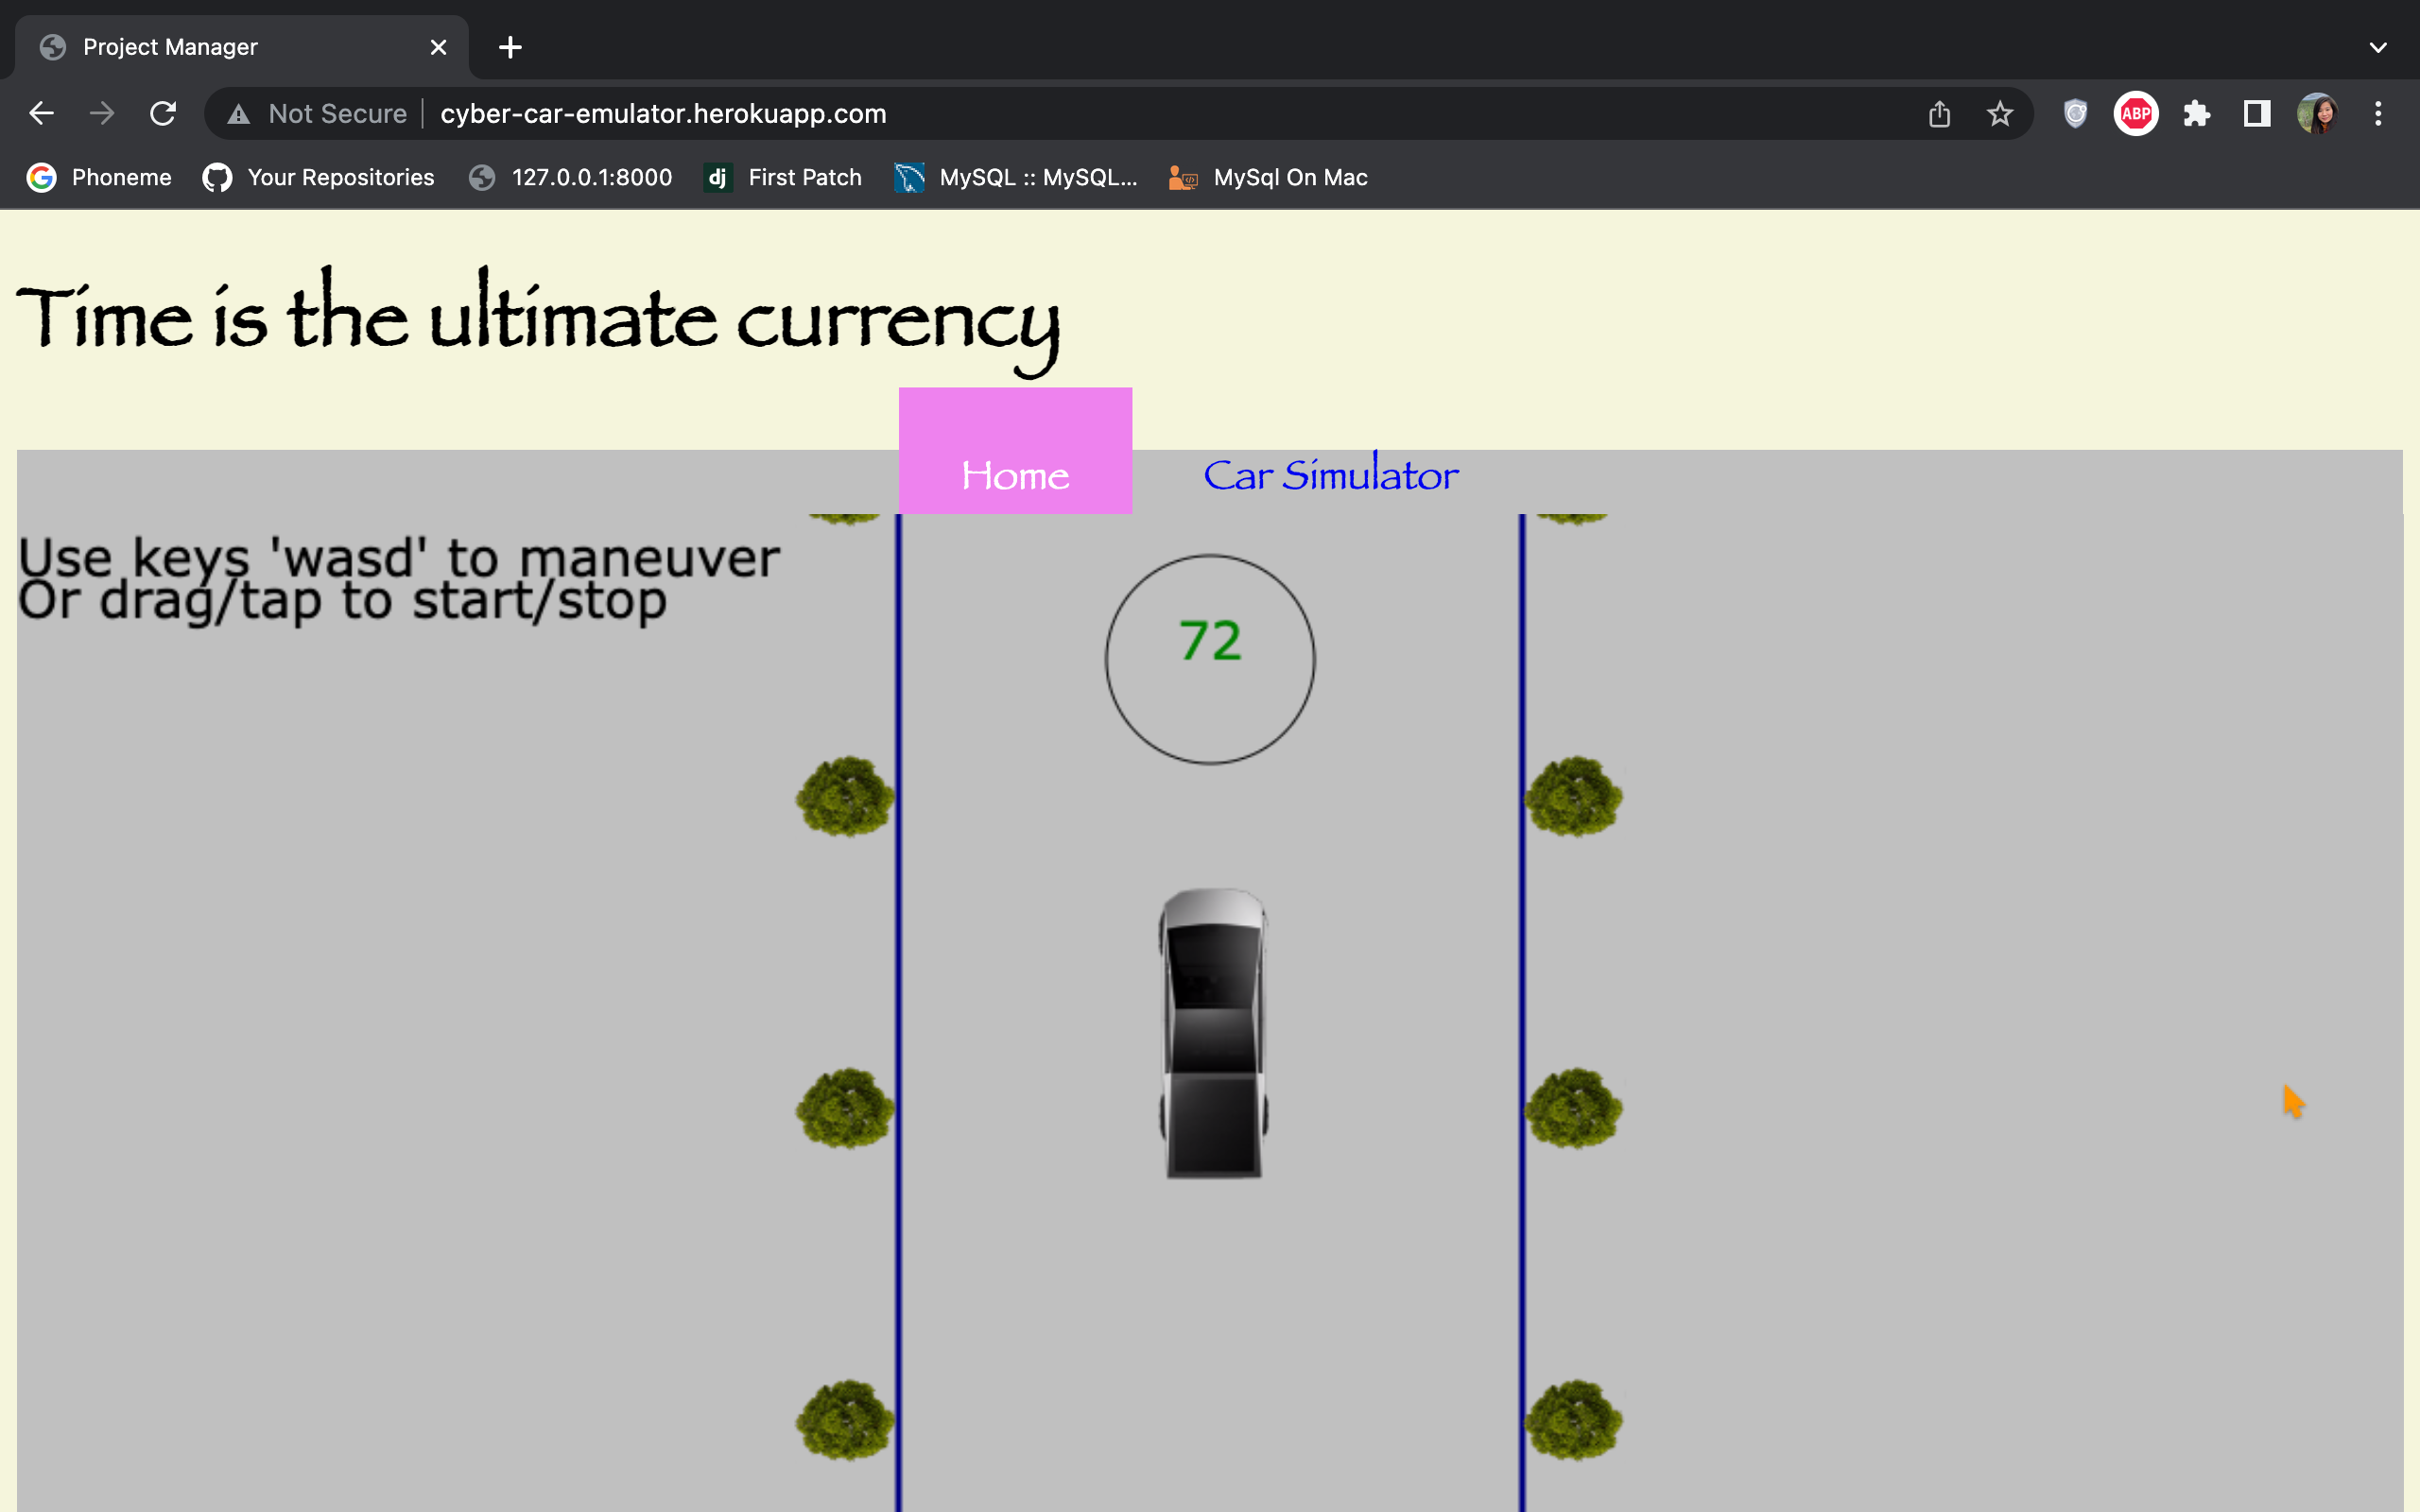 Project Manager
Not Secure cyber-car-emulator.herokuapp.com
ABP
Phoneme Your Repositories 127.0.0.1:8000 dj First Patch MySQL :: MySQL... MySql On Mac
Time is the ultimate currency
Home Car Simulator
Use keys 'wasd' to maneuver
Or drag/tap to start/stop
72